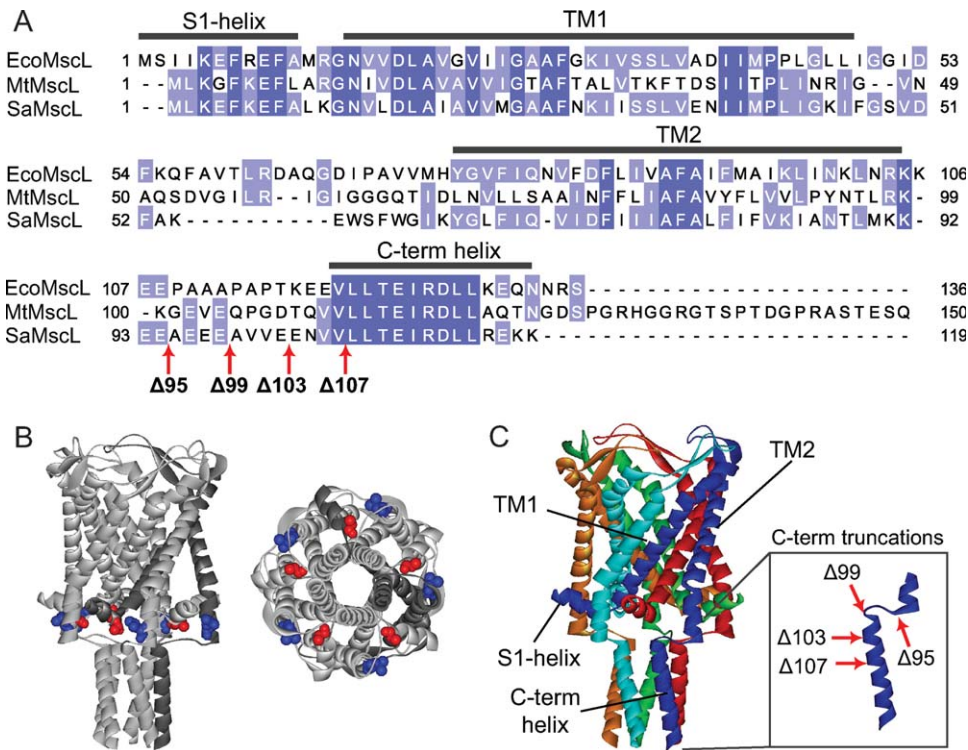 A
S1-helix TM1
EcoMscL 1 MSIIKEFREFAMRGNVVDLAVGVIIGAAFGKIVSSLVADIIMPPLGLLIGGID 53
MtMscL 1 --MLKGFKEFLARGNIVDLAVAVVIGTAFTALVTKFTDSIITPLINRIG--VN 49
SaMscL 1 --MLKEFKEFALKGNVLDLAIAVVMGAAFNKIISSLVENIIMPLIGKIFGSVD 51
TM2
EcoMscL 54 FKQFAVTLRDAQGDIPAVVMHYGVFIQNVFDFLIVAFAIFMAIKLINKLNRKK 106
MtMscL 50 AQSDVGILR--IGIGGGQTIDLNVLLSAAINFFLIAFAVYFLVVLPYNTLRK- 99
SaMscL 52 FAK--------EWSFWGIKYGLFIQ-VIDFIIIAFALFIFVKIANTLMKK 92
C-term helix
EcoMscL 107 EEPAAAPAPTKEEVLLTEIRDLLKEQNNRS---------------------- 136
MtMscL 100 -KGEVEQPGDTQVVLLTEIRDLLAQTNGDSPGRHGGRGTSPTDGPRASTESQ 150
SaMscL 93 EEAEEEAVVEENVVLLTEIRDLLREKK------------------------- 119
Δ95 Δ99 Δ103 Δ107
B
C
TM2
TM1
C-term truncations
Δ99
Δ103
Δ107
Δ95
S1-helix
C-term
helix